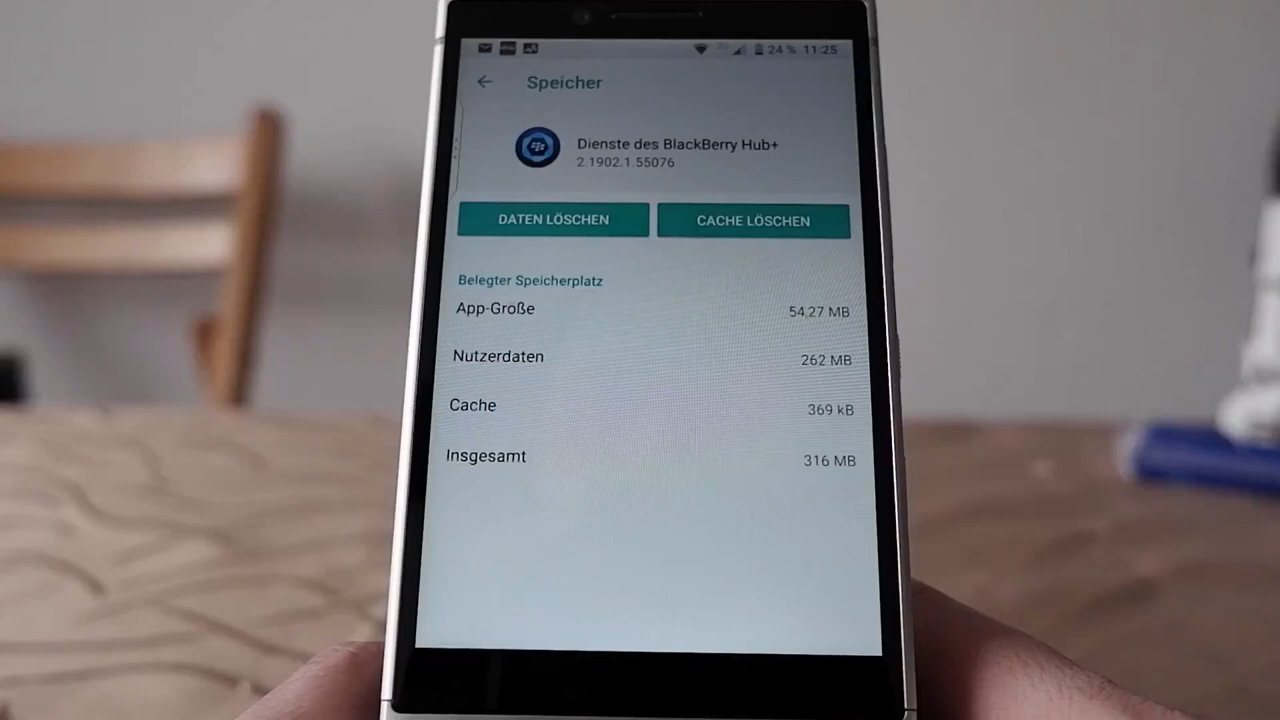 24 % 11:25
Speicher
Dienste des BlackBerry Hub+
2.1902.1.55076
DATEN LÖSCHEN CACHE LÖSCHEN
Belegter Speicherplatz
App-Größe 54,27 MB
Nutzerdaten 262 MB
Cache 369 kB
Insgesamt 316 MB